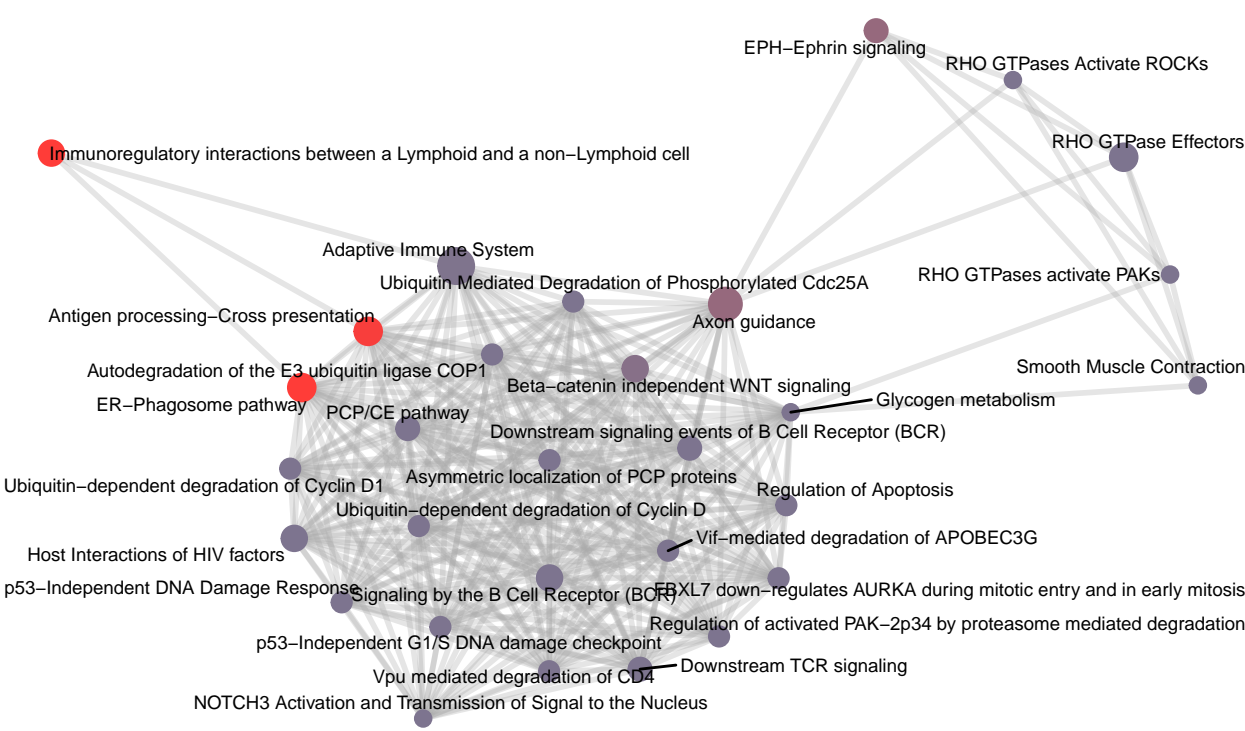 EPH−Ephrin signaling
RHO GTPases Activate ROCKs
RHO GTPase Effectors
Immunoregulatory interactions between a Lymphoid and a non−Lymphoid cell
Adaptive Immune System
RHO GTPases activate PAKs
Ubiquitin Mediated Degradation of Phosphorylated Cdc25A
Antigen processing−Cross presentation
Axon guidance
Smooth Muscle Contraction
Autodegradation of the E3 ubiquitin ligase COP1
Beta−catenin independent WNT signaling
Glycogen metabolism
ER−Phagosome pathway
PCP/CE pathway
Downstream signaling events of B Cell Receptor (BCR)
Asymmetric localization of PCP proteins
Ubiquitin−dependent degradation of Cyclin D1
Regulation of Apoptosis
Ubiquitin−dependent degradation of Cyclin D
Vif−mediated degradation of APOBEC3G
Host Interactions of HIV factors
p53−Independent DNA Damage Response
Signaling by the B Cell Receptor (BCR)
FBXL7 down−regulates AURKA during mitotic entry and in early mitosis
Regulation of activated PAK−2p34 by proteasome mediated degradation
p53−Independent G1/S DNA damage checkpoint
Downstream TCR signaling
Vpu mediated degradation of CD4
NOTCH3 Activation and Transmission of Signal to the Nucleus